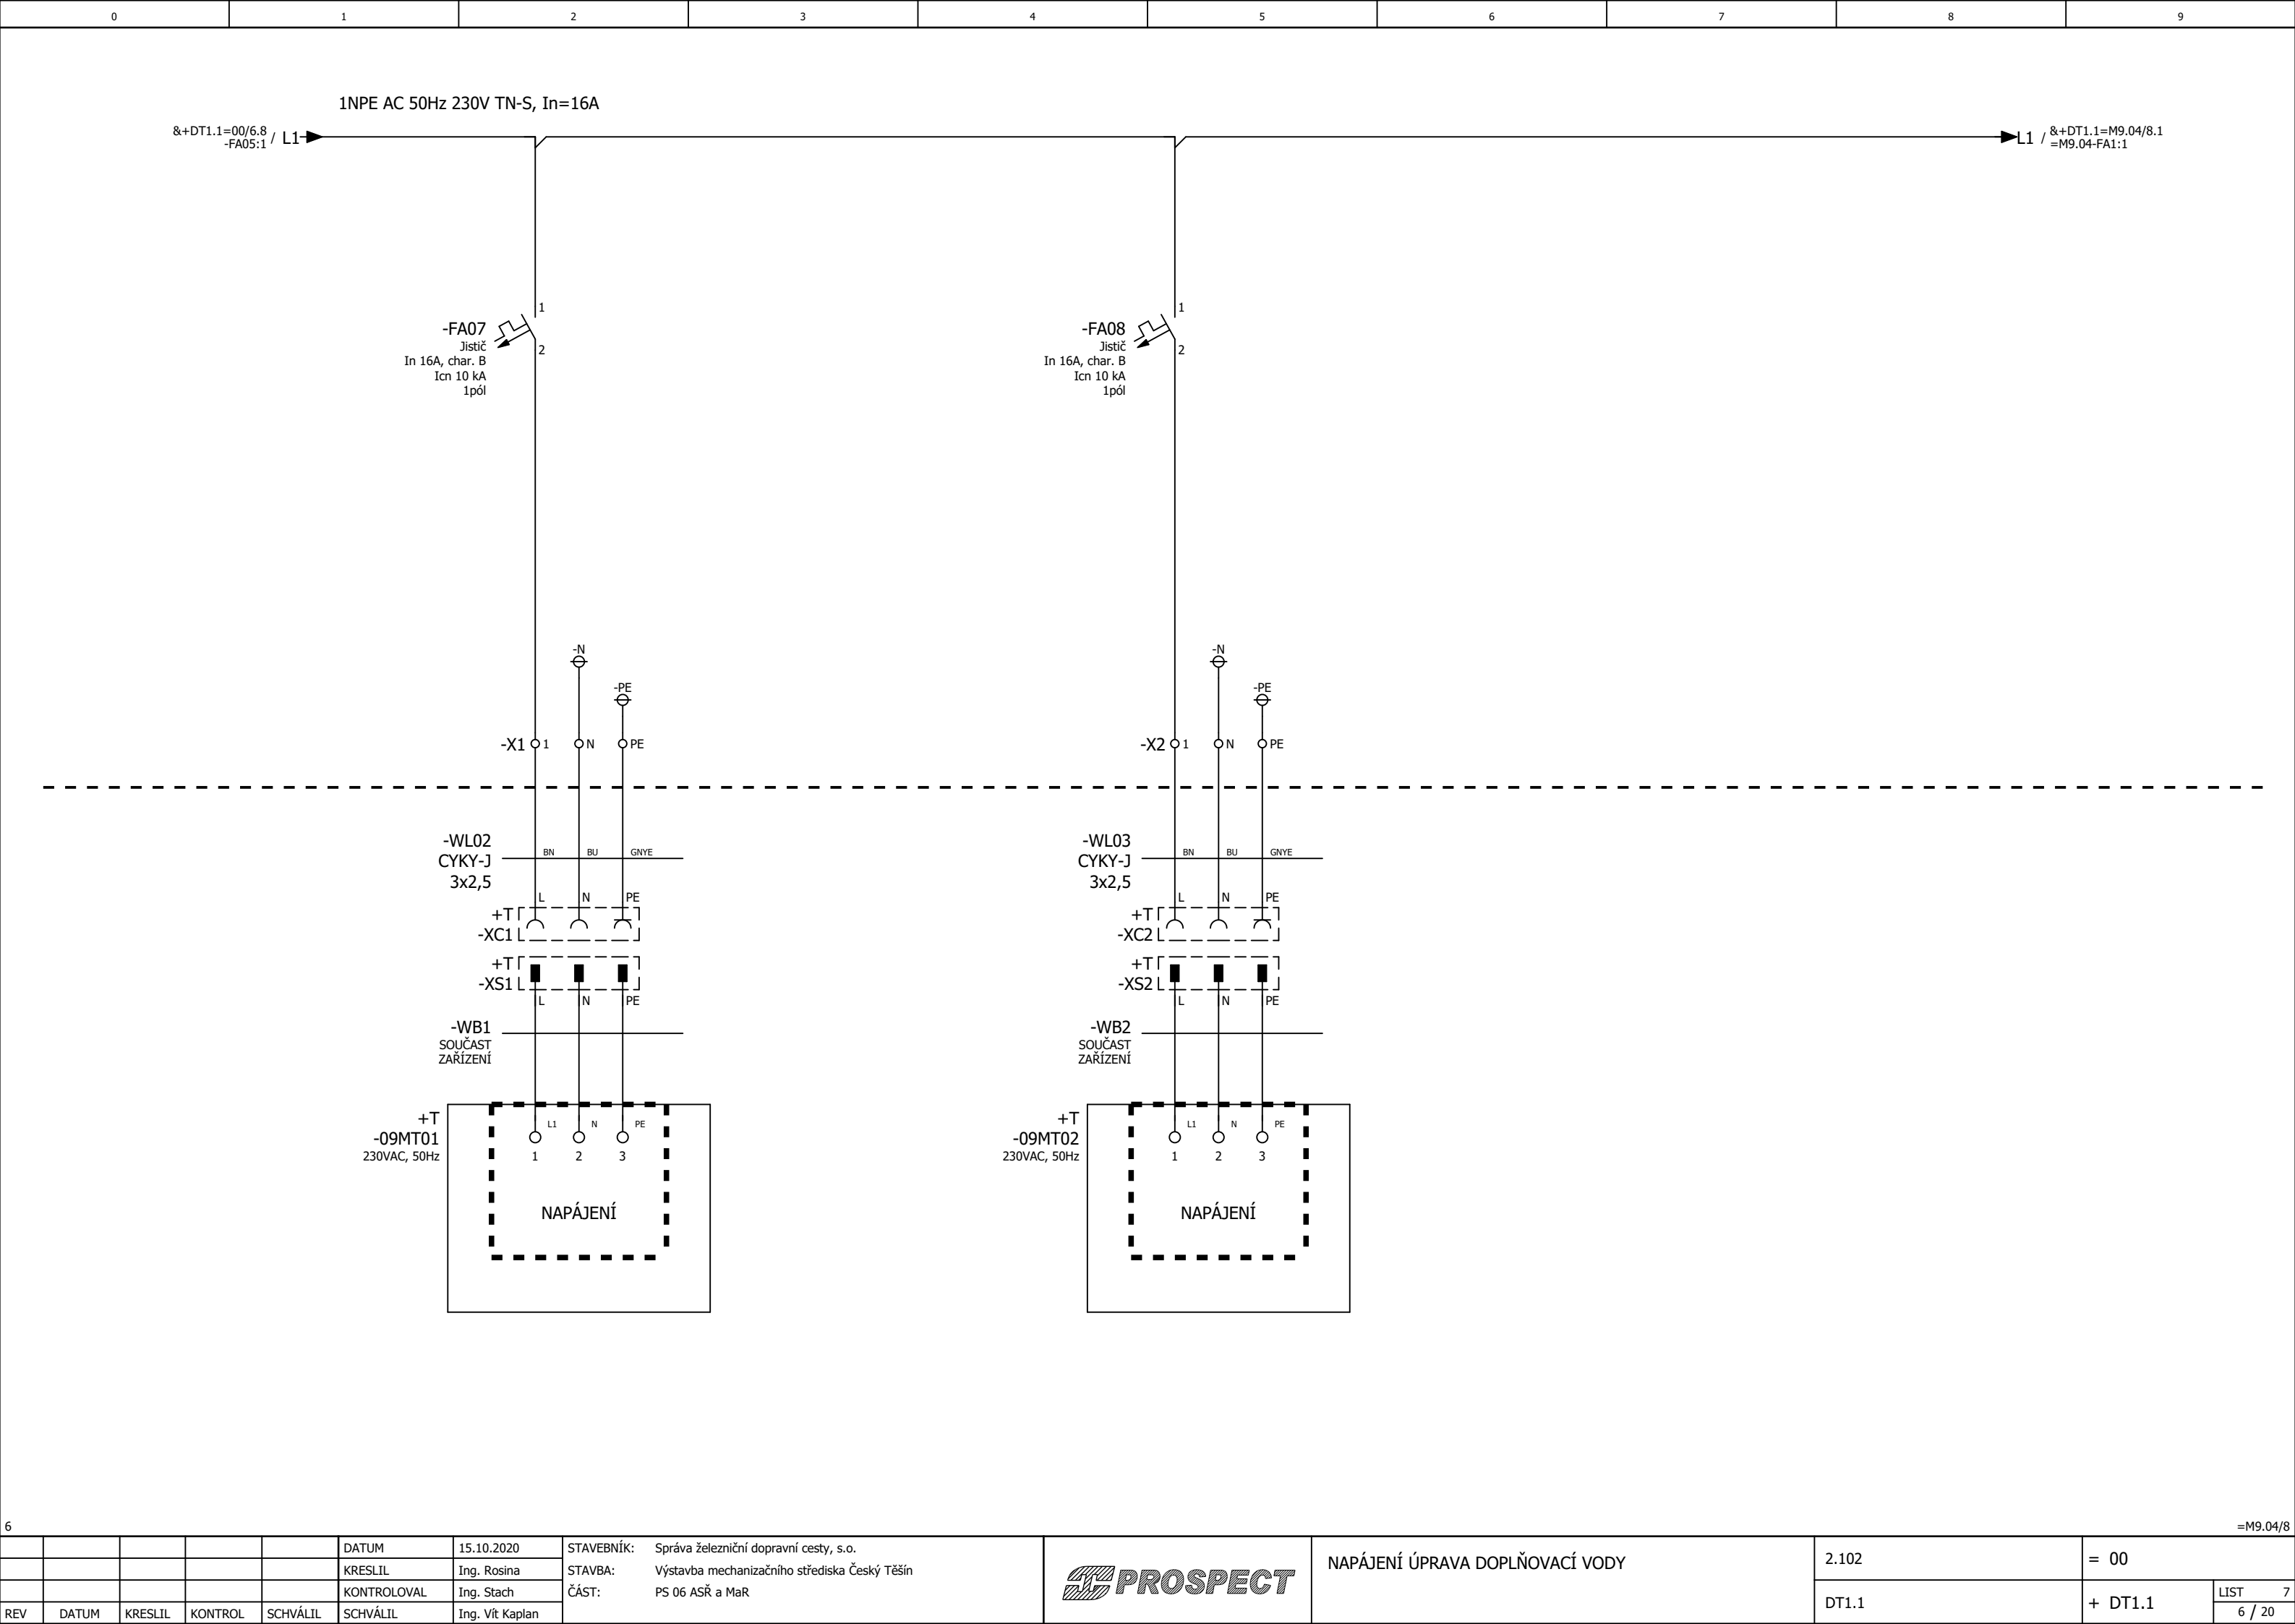 0 1 2 3 4 5 6 7 8 9
1NPE AC 50Hz 230V TN-S, In=16A
&+DT1.1=00/6.8
-FA05:1 / L1
L1 / &+DT1.1=M9.04/8.1
=M9.04-FA1:1
1
-FA07
Jistič
In 16A, char. B
Icn 10 kA
1pól
2
1
-FA08
Jistič
In 16A, char. B
Icn 10 kA
1pól
2
-N
-PE
-X1 1 N PE
-N
-PE
-X2 1 N PE
-WL02
CYKY-J
3x2,5
BN BU GNYE
L N PE
+T
-XC1
+T
-XS1
L N PE
-WB1
SOUČAST
ZAŘÍZENÍ
+T
-09MT01
230VAC, 50Hz
L1 N PE
1 2 3
NAPÁJENÍ
-WL03
CYKY-J
3x2,5
BN BU GNYE
L N PE
+T
-XC2
+T
-XS2
L N PE
-WB2
SOUČAST
ZAŘÍZENÍ
+T
-09MT02
230VAC, 50Hz
L1 N PE
1 2 3
NAPÁJENÍ
6
=M9.04/8
DATUM 15.10.2020
KRESLIL Ing. Rosina
KONTROLOVAL Ing. Stach
REV DATUM KRESLIL KONTROL SCHVÁLIL SCHVÁLIL Ing. Vít Kaplan
STAVEBNÍK: Správa železniční dopravní cesty, s.o.
STAVBA: Výstavba mechanizačního střediska Český Těšín
ČÁST: PS 06 ASŘ a MaR
PROSPECT
NAPÁJENÍ ÚPRAVA DOPLŇOVACÍ VODY
2.102
DT1.1
= 00
+ DT1.1
LIST 7
6 / 20